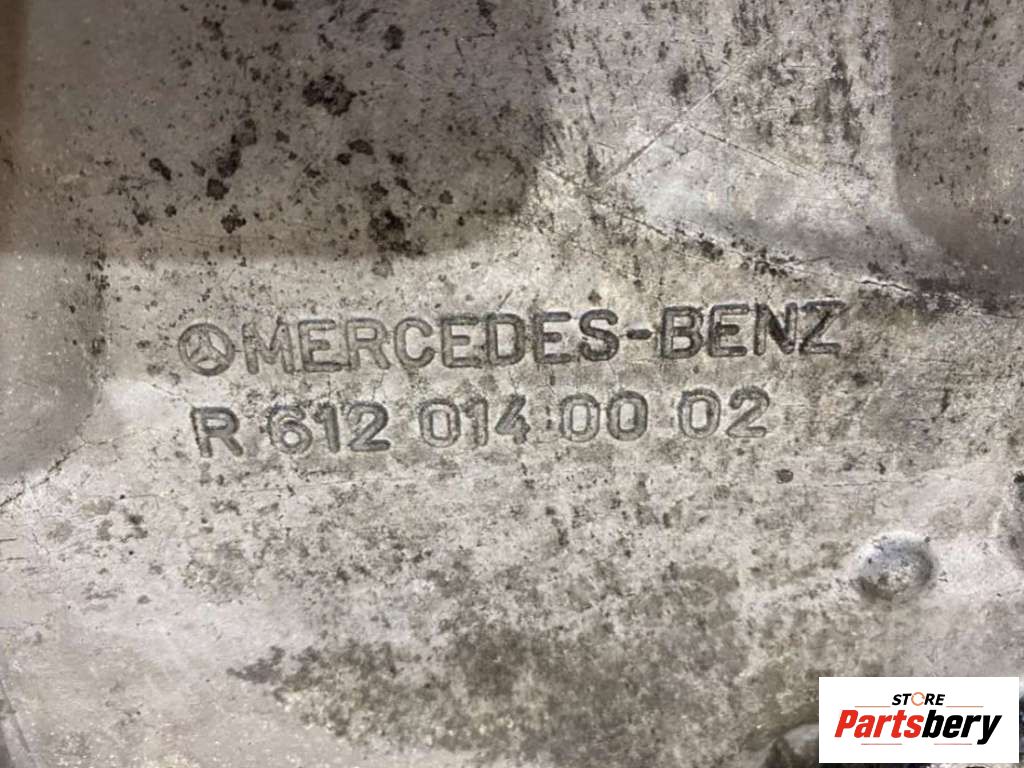 MERCEDES-BENZ
R 612 014 00 02
STORE
Partsbery